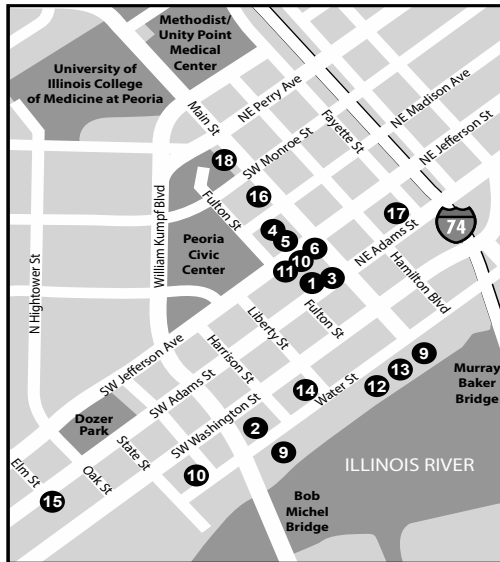 Methodist/
Unity Point
Medical
Center
University of
Illinois College
of Medicine at Peoria
Main St
NE Perry Ave
Fayette St
NE Madison Ave
NE Jefferson St
SW Monroe St
18
16
Fulton St
17
74
4
5
6
NE Adams St
N Hightower St
William Kumpf Blvd
Peoria
Civic
Center
10
11
1
3
Hamilton Blvd
Liberty St
Fulton St
SW Jefferson Ave
Harrison St
9
13
12
Murray
Baker
Bridge
SW Adams St
14
Water St
Dozer
Park
SW Washington St
2
State St
9
ILLINOIS RIVER
Elm St
Oak St
10
15
Bob
Michel
Bridge